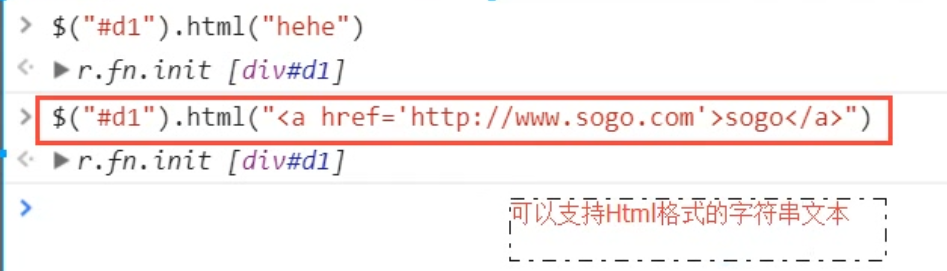 > $("#d1").html("hehe")
<· ▶ r.fn.init [div#d1]
> $("#d1").html("<a href='http://www.sogo.com'>sogo</a>")
<· ▶ r.fn.init [div#d1]
>
可以支持Html格式的字符串文本